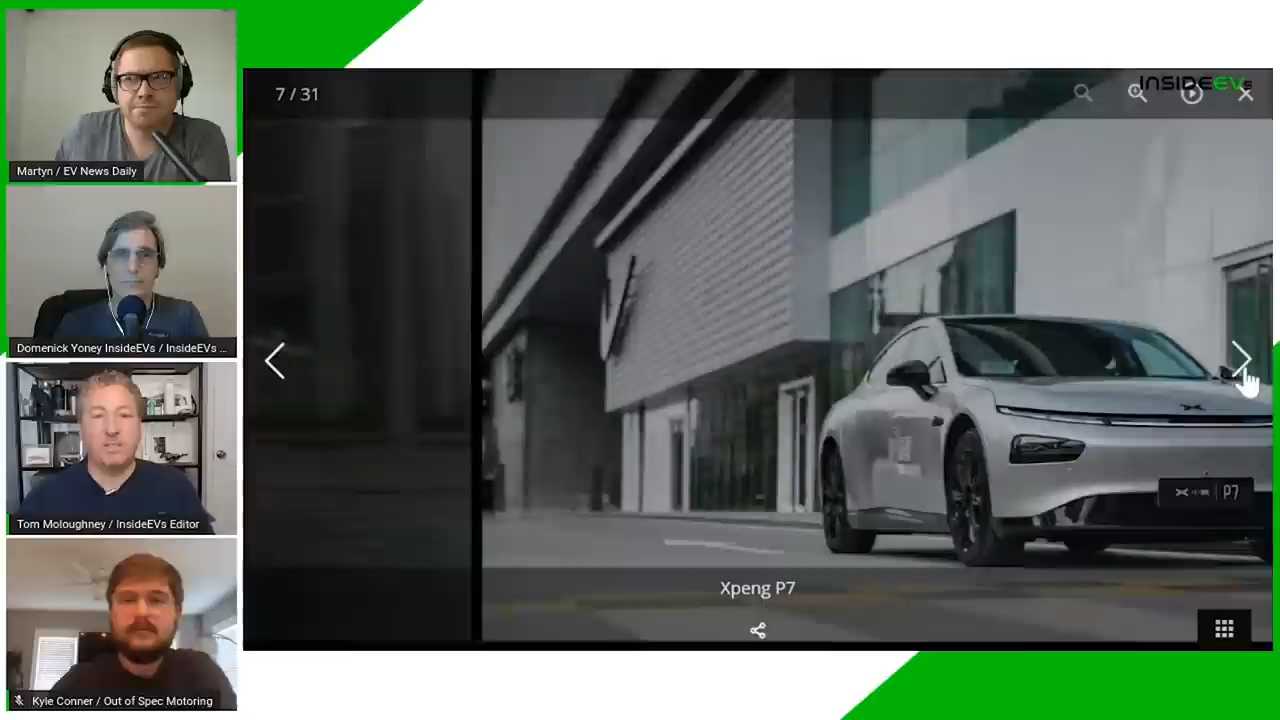 Martyn / EV News Daily
Domenick Yoney InsideEVs / InsideEVs ...
Tom Moloughney / InsideEVs Editor
Kyle Conner / Out of Spec Motoring
7 / 31
INSIDEEVs
P7
Xpeng P7